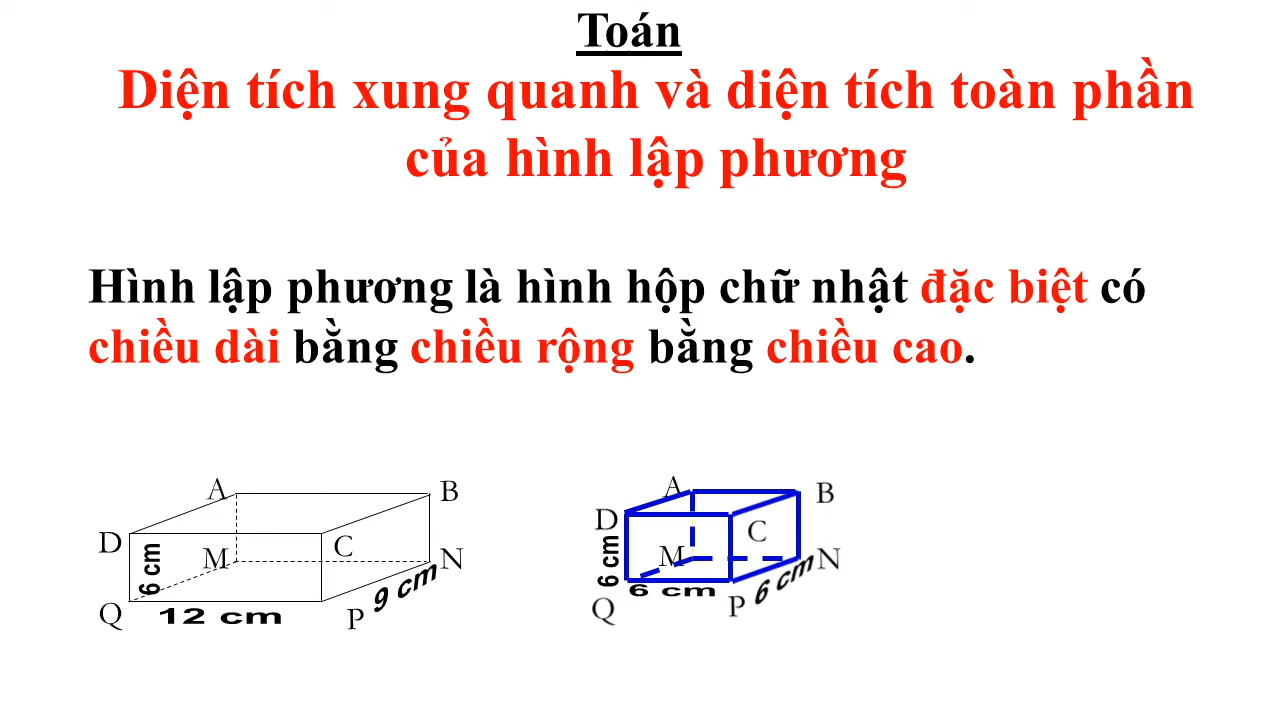 Toán
Diện tích xung quanh và diện tích toàn phần
của hình lập phương
Hình lập phương là hình hộp chữ nhật đặc biệt có
chiều dài bằng chiều rộng bằng chiều cao.
A
B
D
C
M
N
Q
P
6 cm
12 cm
9 cm
A
B
D
C
M
N
Q
P
6 cm
6 cm
6 cm